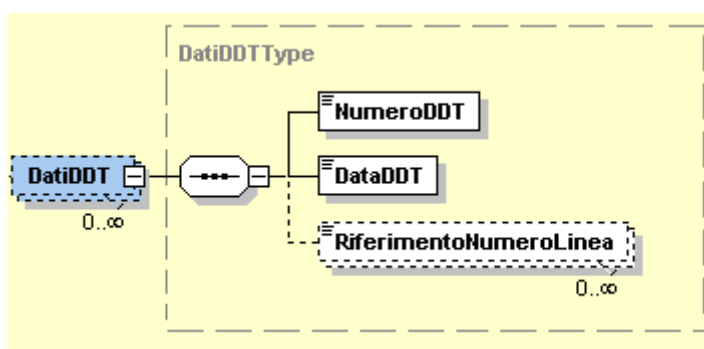 DatiDDTType
NumeroDDT
DatiDDT
DataDDT
0..∞
RiferimentoNumeroLinea
0..∞